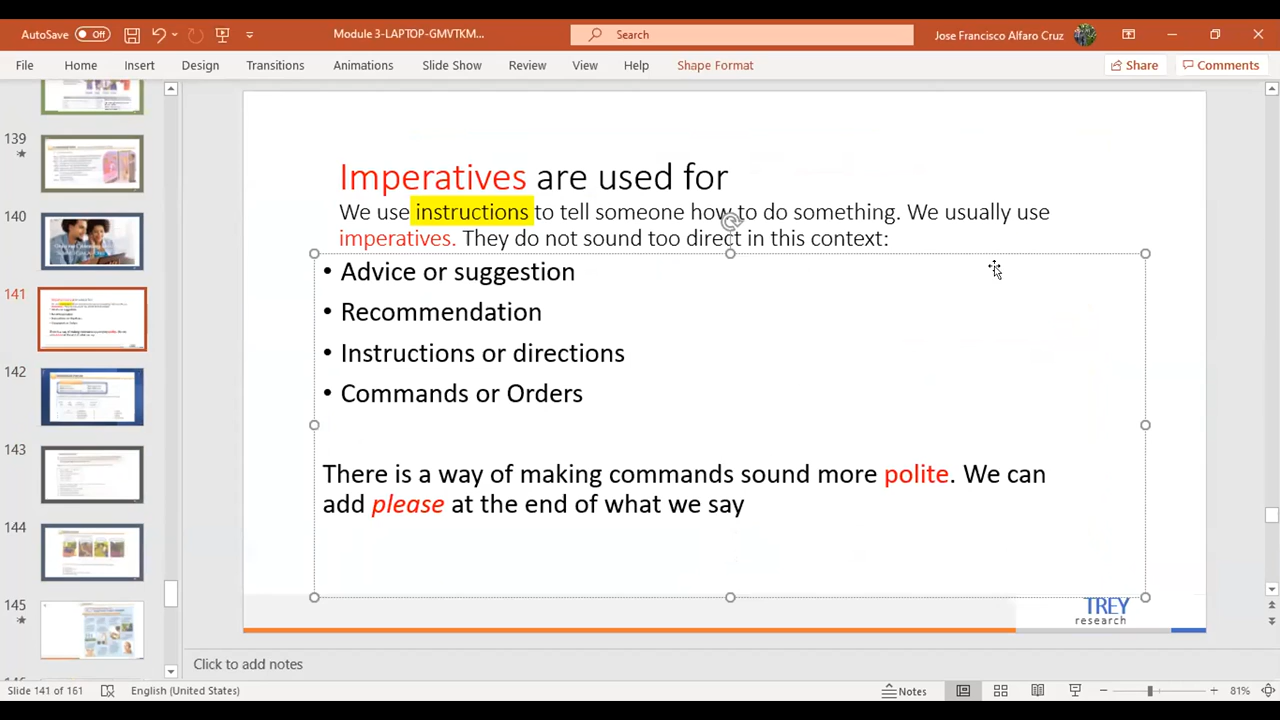 AutoSave Off Module 3-LAPTOP-GMVTKM... Search Jose Francisco Alfaro Cruz
File Home Insert Design Transitions Animations Slide Show Review View Help Shape Format Share Comments
139
140
141
142
143
144
145
Imperatives are used for
We use instructions to tell someone how to do something. We usually use
imperatives. They do not sound too direct in this context:
• Advice or suggestion
• Recommendation
• Instructions or directions
• Commands or Orders
There is a way of making commands sound more polite. We can
add please at the end of what we say
TREY
research
Click to add notes
Slide 141 of 161 English (United States) Notes 81%